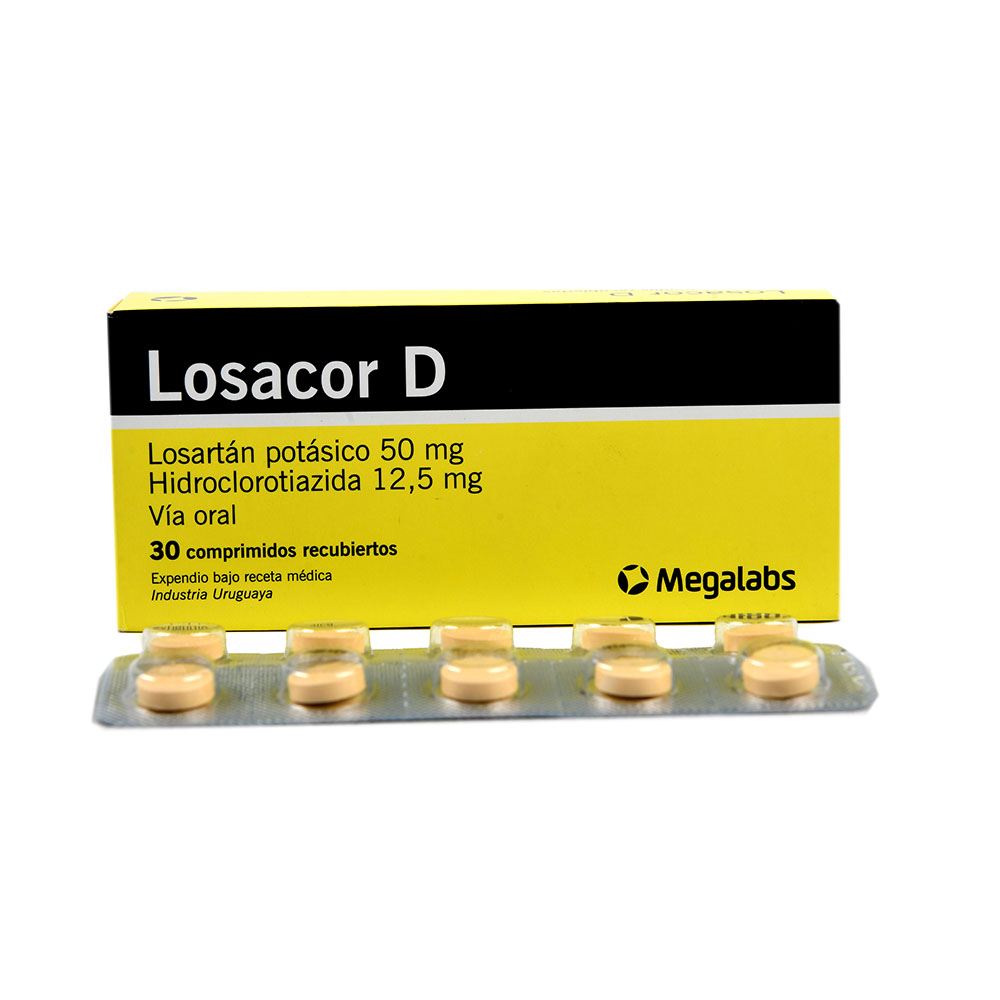 Losacor D
Losacor D
Losartán potásico 50 mg
Hidroclorotiazida 12,5 mg
Vía oral
30 comprimidos recubiertos
Expendio bajo receta médica
Industria Uruguaya
Megalabs